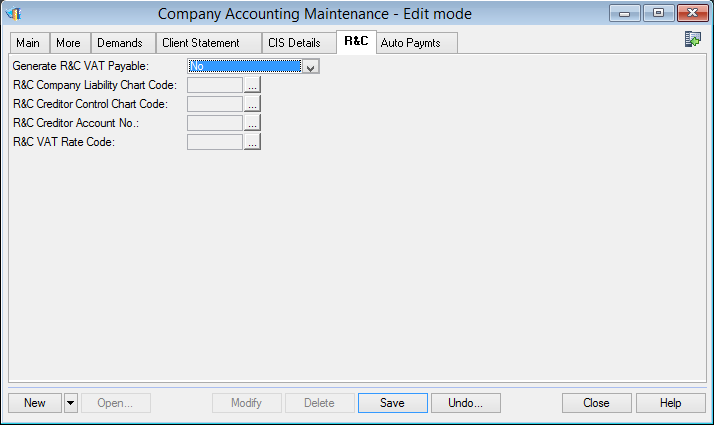 Company Accounting Maintenance - Edit mode
Main More Demands Client Statement CIS Details R&C Auto Paymts
Generate R&C VAT Payable: No
R&C Company Liability Chart Code: ...
R&C Creditor Control Chart Code: ...
R&C Creditor Account No.: ...
R&C VAT Rate Code: ...
New Open... Modify Delete Save Undo... Close Help